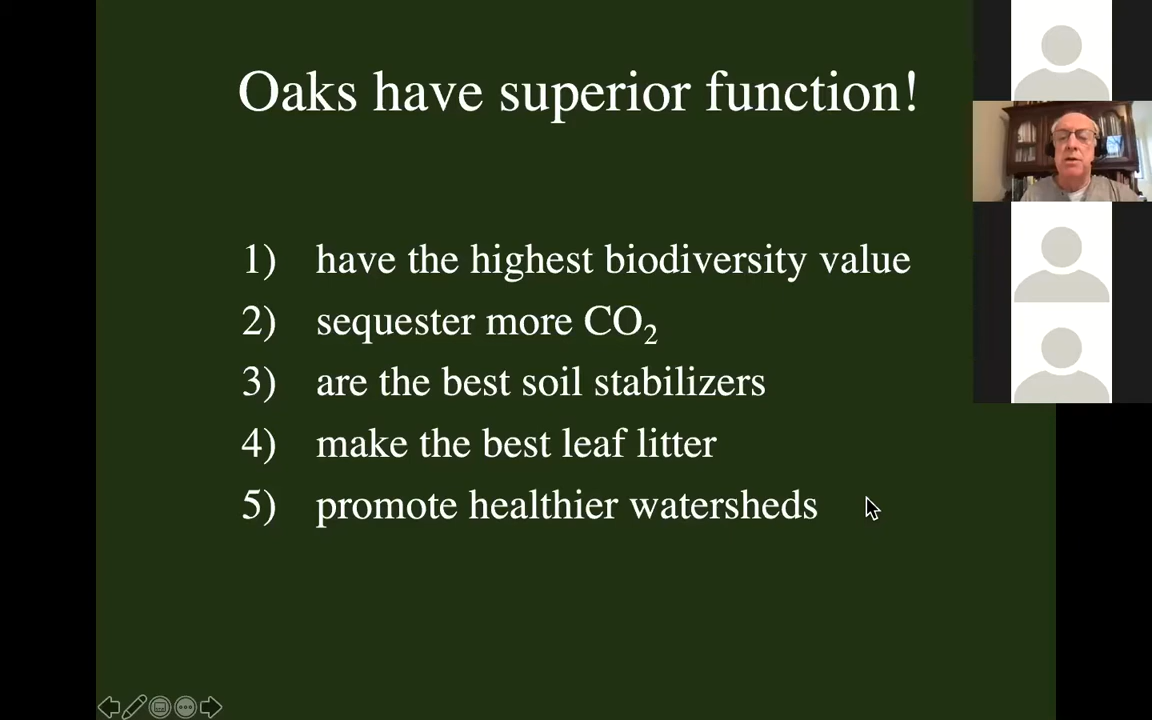 Oaks have superior function!
1) have the highest biodiversity value
2) sequester more CO₂
3) are the best soil stabilizers
4) make the best leaf litter
5) promote healthier watersheds